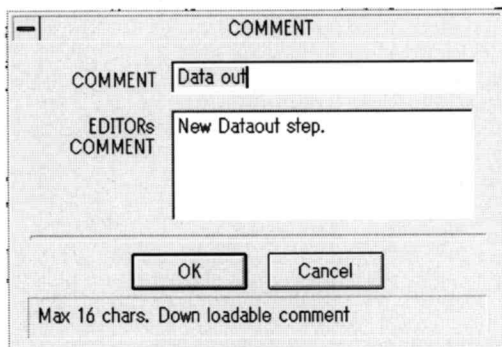 COMMENT
COMMENT Data out
EDITORs New Dataout step.
COMMENT
OK Cancel
Max 16 chars. Down loadable comment